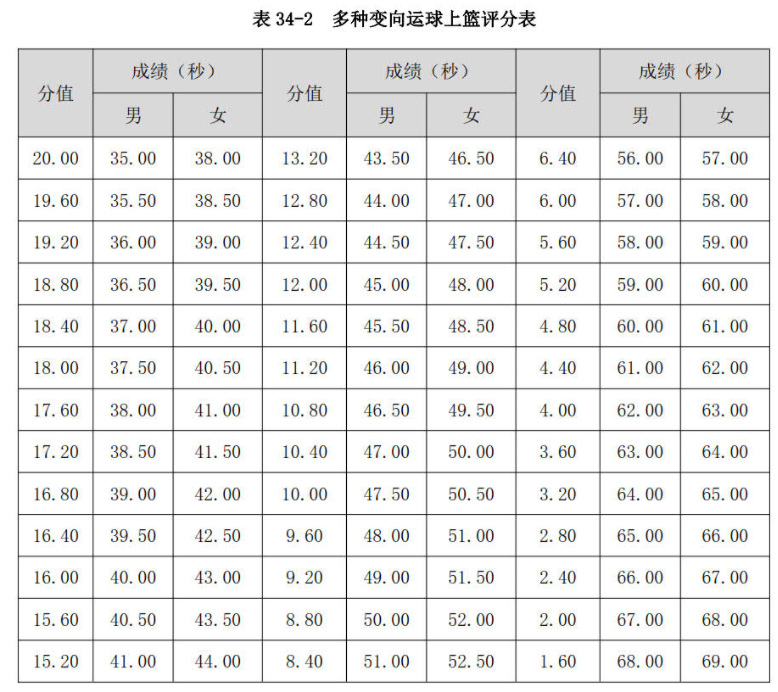 表 34-2 多种变向运球上篮评分表
分值 成绩（秒） 分值 成绩（秒） 分值 成绩（秒）
男 女 男 女 男 女
20.00 35.00 38.00 13.20 43.50 46.50 6.40 56.00 57.00
19.60 35.50 38.50 12.80 44.00 47.00 6.00 57.00 58.00
19.20 36.00 39.00 12.40 44.50 47.50 5.60 58.00 59.00
18.80 36.50 39.50 12.00 45.00 48.00 5.20 59.00 60.00
18.40 37.00 40.00 11.60 45.50 48.50 4.80 60.00 61.00
18.00 37.50 40.50 11.20 46.00 49.00 4.40 61.00 62.00
17.60 38.00 41.00 10.80 46.50 49.50 4.00 62.00 63.00
17.20 38.50 41.50 10.40 47.00 50.00 3.60 63.00 64.00
16.80 39.00 42.00 10.00 47.50 50.50 3.20 64.00 65.00
16.40 39.50 42.50 9.60 48.00 51.00 2.80 65.00 66.00
16.00 40.00 43.00 9.20 49.00 51.50 2.40 66.00 67.00
15.60 40.50 43.50 8.80 50.00 52.00 2.00 67.00 68.00
15.20 41.00 44.00 8.40 51.00 52.50 1.60 68.00 69.00